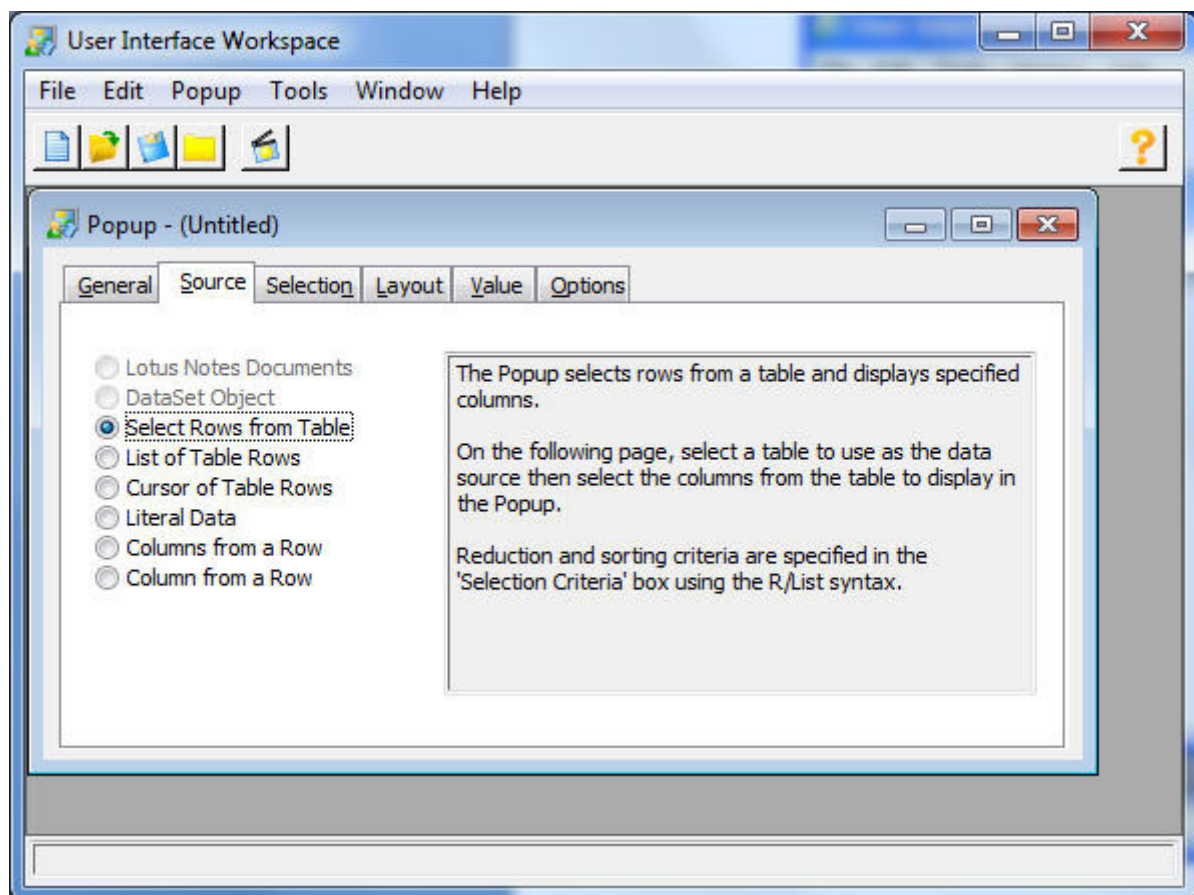 User Interface Workspace
File Edit Popup Tools Window Help
Popup - (Untitled)
General Source Selection Layout Value Options
Lotus Notes Documents
DataSet Object
Select Rows from Table
List of Table Rows
Cursor of Table Rows
Literal Data
Columns from a Row
Column from a Row
The Popup selects rows from a table and displays specified
columns.
On the following page, select a table to use as the data
source then select the columns from the table to display in
the Popup.
Reduction and sorting criteria are specified in the
'Selection Criteria' box using the R/List syntax.